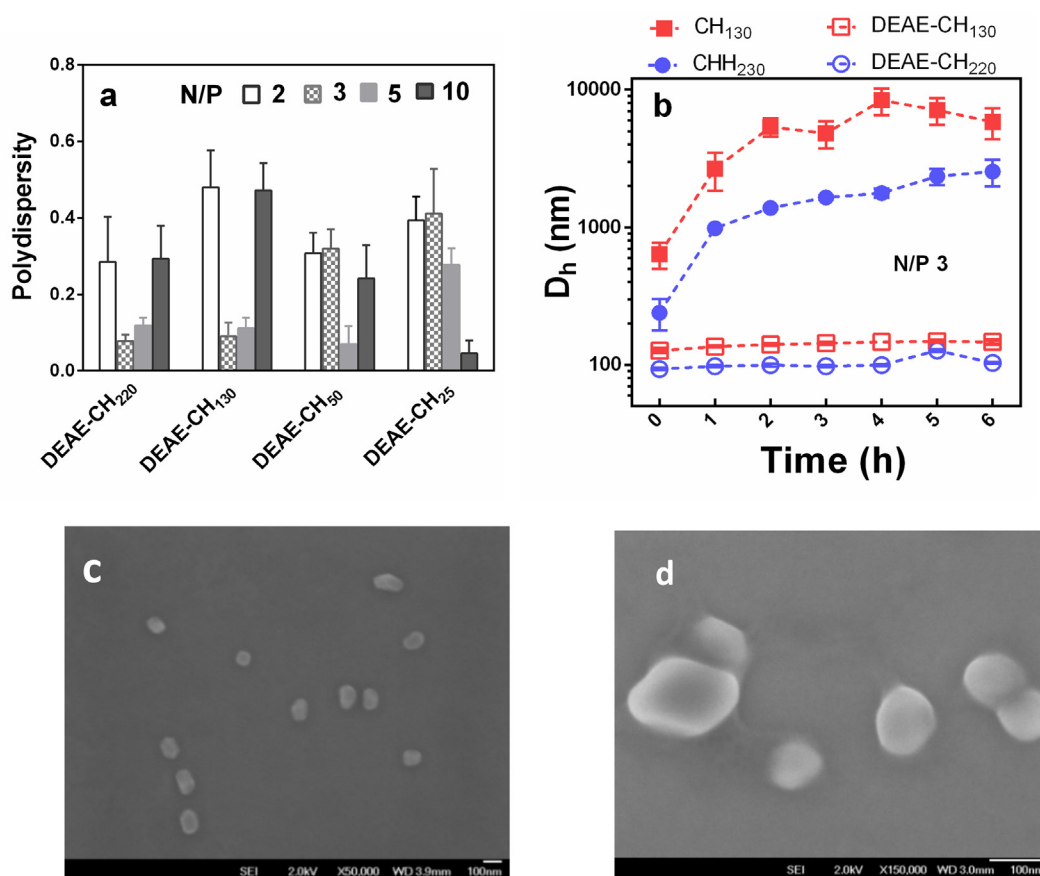 a
N/P 2 3 5 10
Polydispersity
0.8
0.6
0.4
0.2
0.0
DEAE-CH220
DEAE-CH130
DEAE-CH50
DEAE-CH25
CH130 DEAE-CH130
CHH230 DEAE-CH220
b
Dh (nm)
10000
1000
100
N/P 3
0 1 2 3 4 5 6
Time (h)
c
SEI 2.0kV X50,000 WD 3.9mm 100nm
d
SEI 2.0kV X150,000 WD 3.0mm 100nm